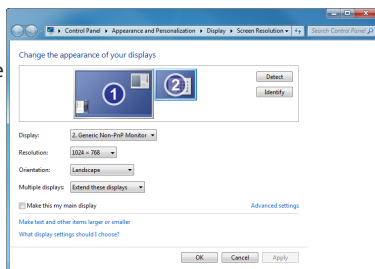 Control Panel ▸ Appearance and Personalization ▸ Display ▸ Screen Resolution
Search Control Panel
Change the appearance of your displays
1
2
Detect
Identify
Display: 2. Generic Non-PnP Monitor
Resolution: 1024 × 768
Orientation: Landscape
Multiple displays: Extend these displays
Make this my main display
Advanced settings
Make text and other items larger or smaller
What display settings should I choose?
OK Cancel Apply